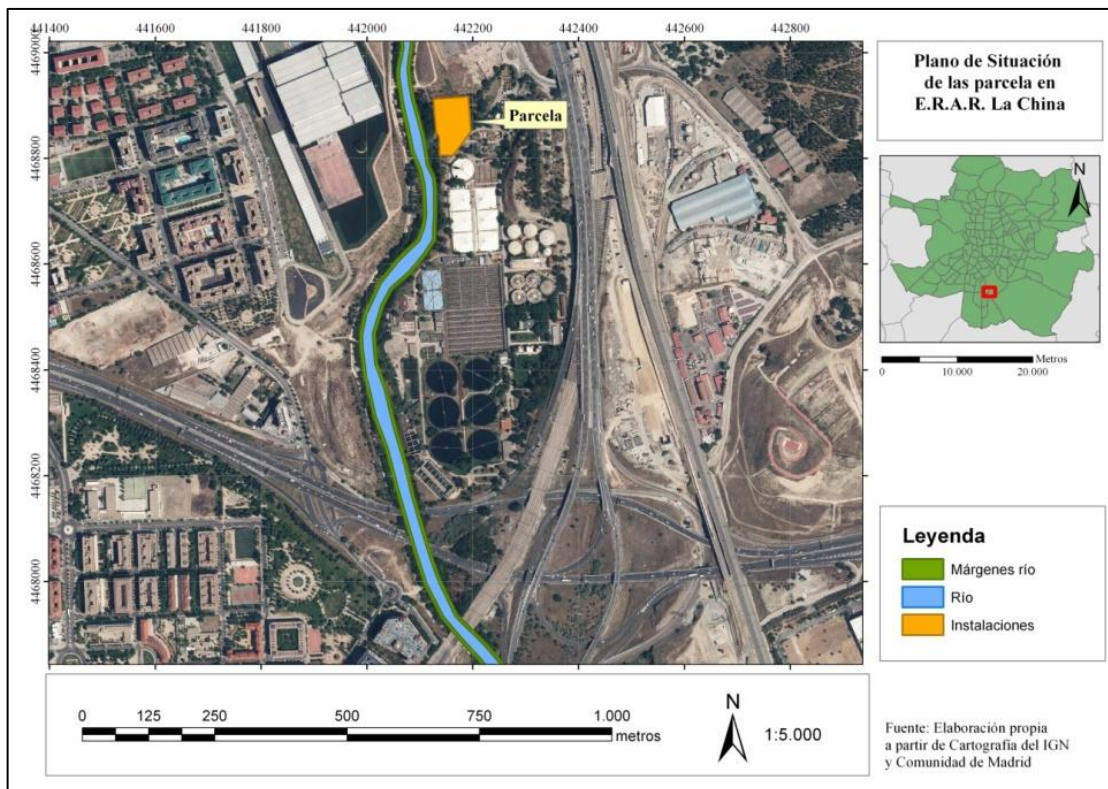 441400
441600
441800
442000
442200
442400
442600
442800
4469000
4468800
4468600
4468400
4468200
4468000
Parcela
Plano de Situación
de las parcela en
E.R.A.R. La China
N
Metros
0 10.000 20.000
Leyenda
Márgenes río
Río
Instalaciones
0 125 250 500 750 1.000
metros
N
1:5.000
Fuente: Elaboración propia
a partir de Cartografía del IGN
y Comunidad de Madrid